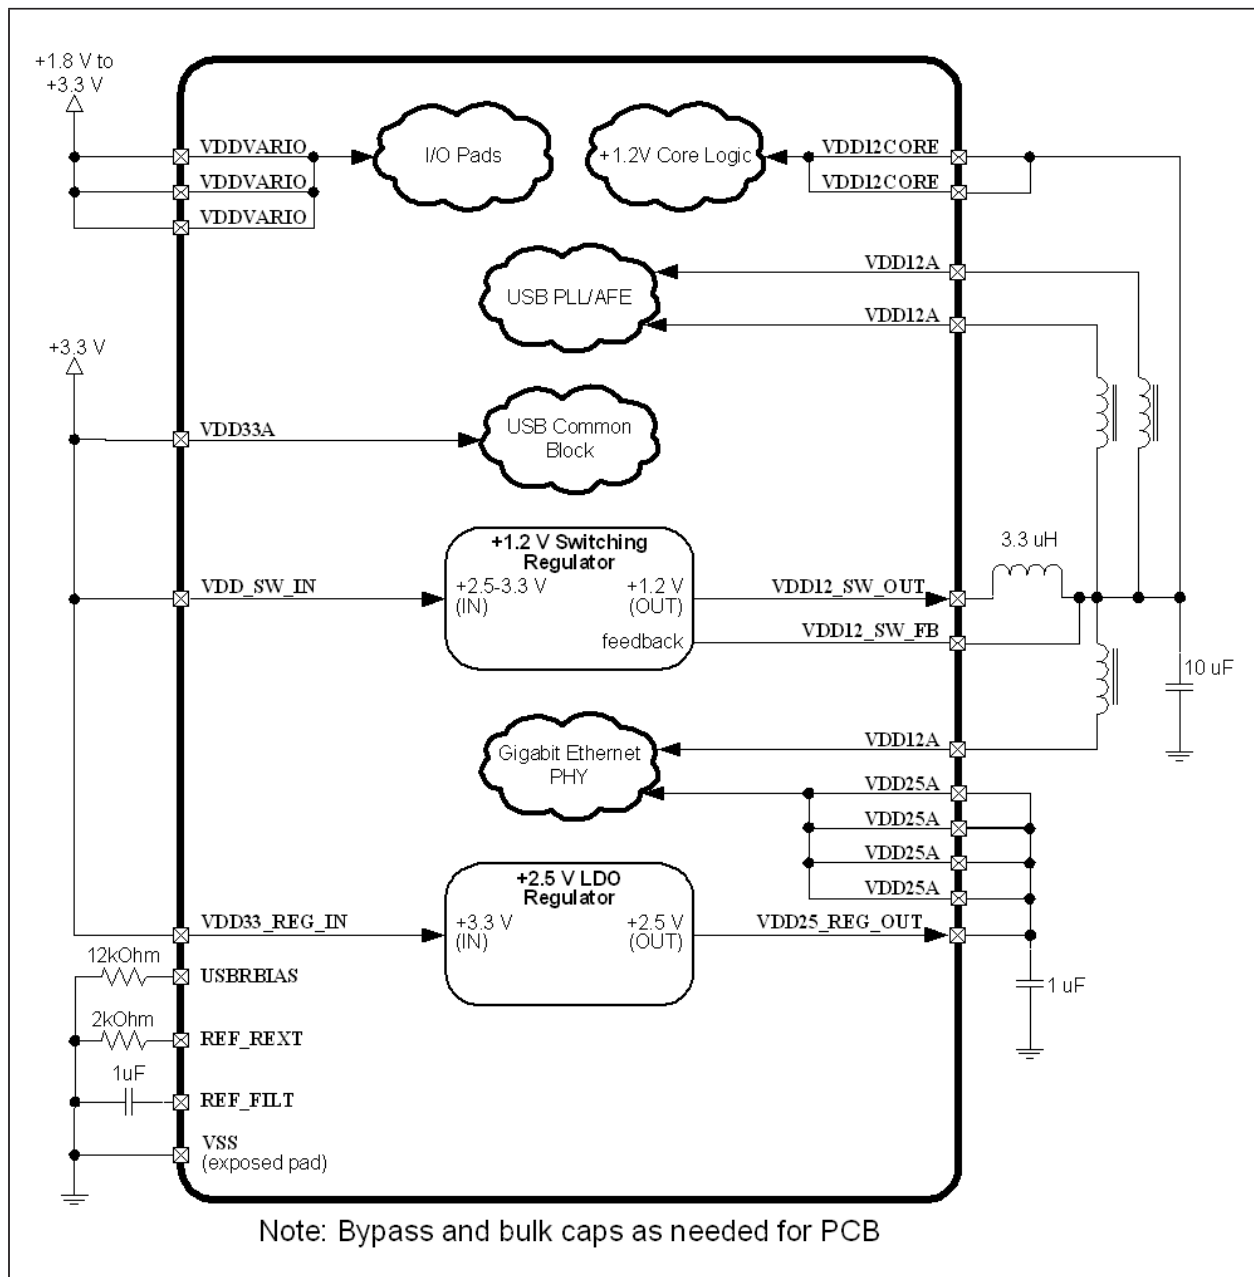 +1.8 V to
+3.3 V
VDDVARIO
VDDVARIO
VDDVARIO
I/O Pads
+1.2V Core Logic
VDD12CORE
VDD12CORE
USB PLL/AFE
VDD12A
VDD12A
+3.3 V
VDD33A
USB Common
Block
+1.2 V Switching
Regulator
VDD_SW_IN
+2.5-3.3 V
(IN)
+1.2 V
(OUT)
feedback
VDD12_SW_OUT
VDD12_SW_FB
3.3 uH
10 uF
Gigabit Ethernet
PHY
VDD12A
VDD25A
VDD25A
VDD25A
VDD25A
+2.5 V LDO
Regulator
VDD33_REG_IN
+3.3 V
(IN)
+2.5 V
(OUT)
VDD25_REG_OUT
1 uF
12kOhm
USBRBIAS
2kOhm
REF_REXT
1uF
REF_FILT
VSS
(exposed pad)
Note: Bypass and bulk caps as needed for PCB